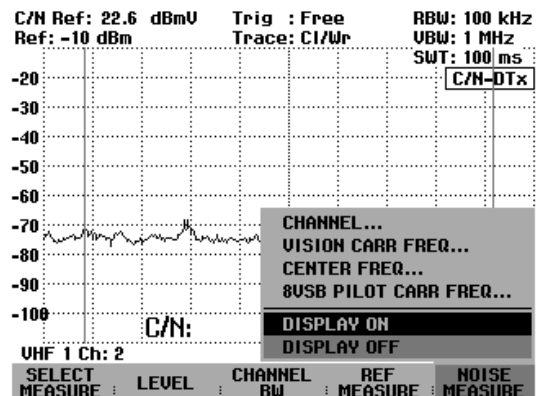 C/N Ref: 22.6 dBmV Trig : Free RBW: 100 kHz
Ref: -10 dBm Trace: Cl/Wr VBW: 1 MHz
SWT: 100 ms
C/N-DTx
-20
-30
-40
-50
-60
-70
-80
-90
-100
CHANNEL...
VISION CARR FREQ...
CENTER FREQ...
8VSB PILOT CARR FREQ...
DISPLAY ON
DISPLAY OFF
C/N:
VHF 1 Ch: 2
SELECT MEASURE LEVEL CHANNEL BW REF MEASURE NOISE MEASURE